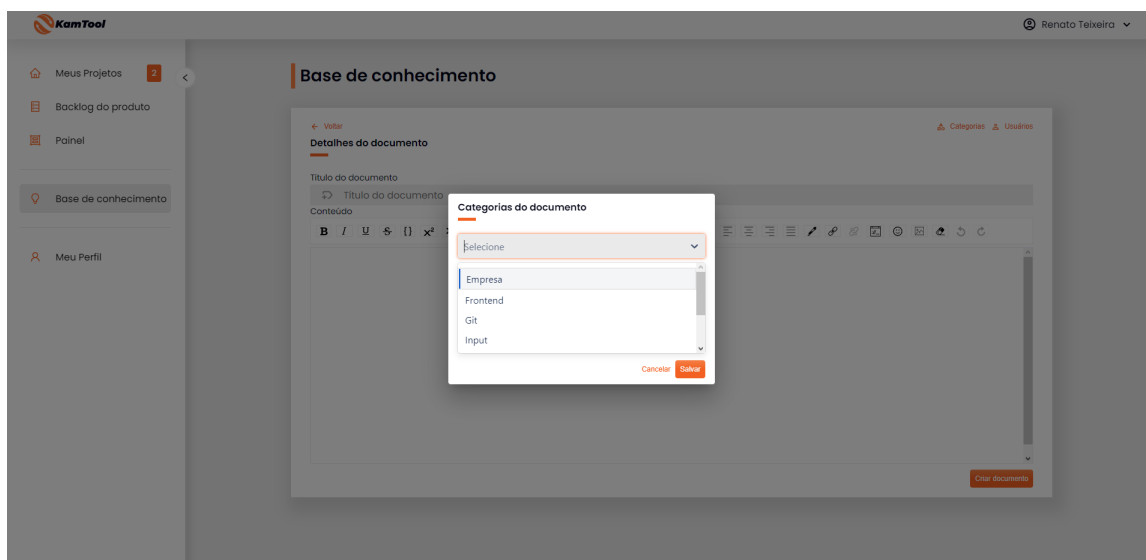 KamTool
Renato Teixeira
Meus Projetos 2
Backlog do produto
Painel
Base de conhecimento
Meu Perfil
Base de conhecimento
Voltar
Categorias Usuários
Detalhes do documento
Título do documento
Título do documento
Conteúdo
B I U S {} x²
Categorias do documento
Selecione
Empresa
Frontend
Git
Input
Cancelar Salvar
Criar documento